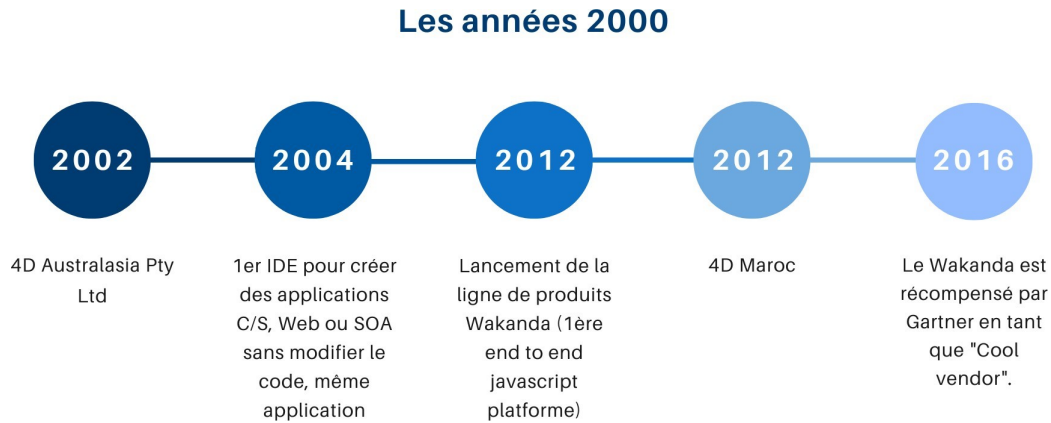 Les années 2000
2002
2004
2012
2012
2016
4D Australasia Pty
Ltd
1er IDE pour créer
des applications
C/S, Web ou SOA
sans modifier le
code, même
application
Lancement de la
ligne de produits
Wakanda (1ère
end to end
javascript
platforme)
4D Maroc
Le Wakanda est
récompensé par
Gartner en tant
que "Cool
vendor".